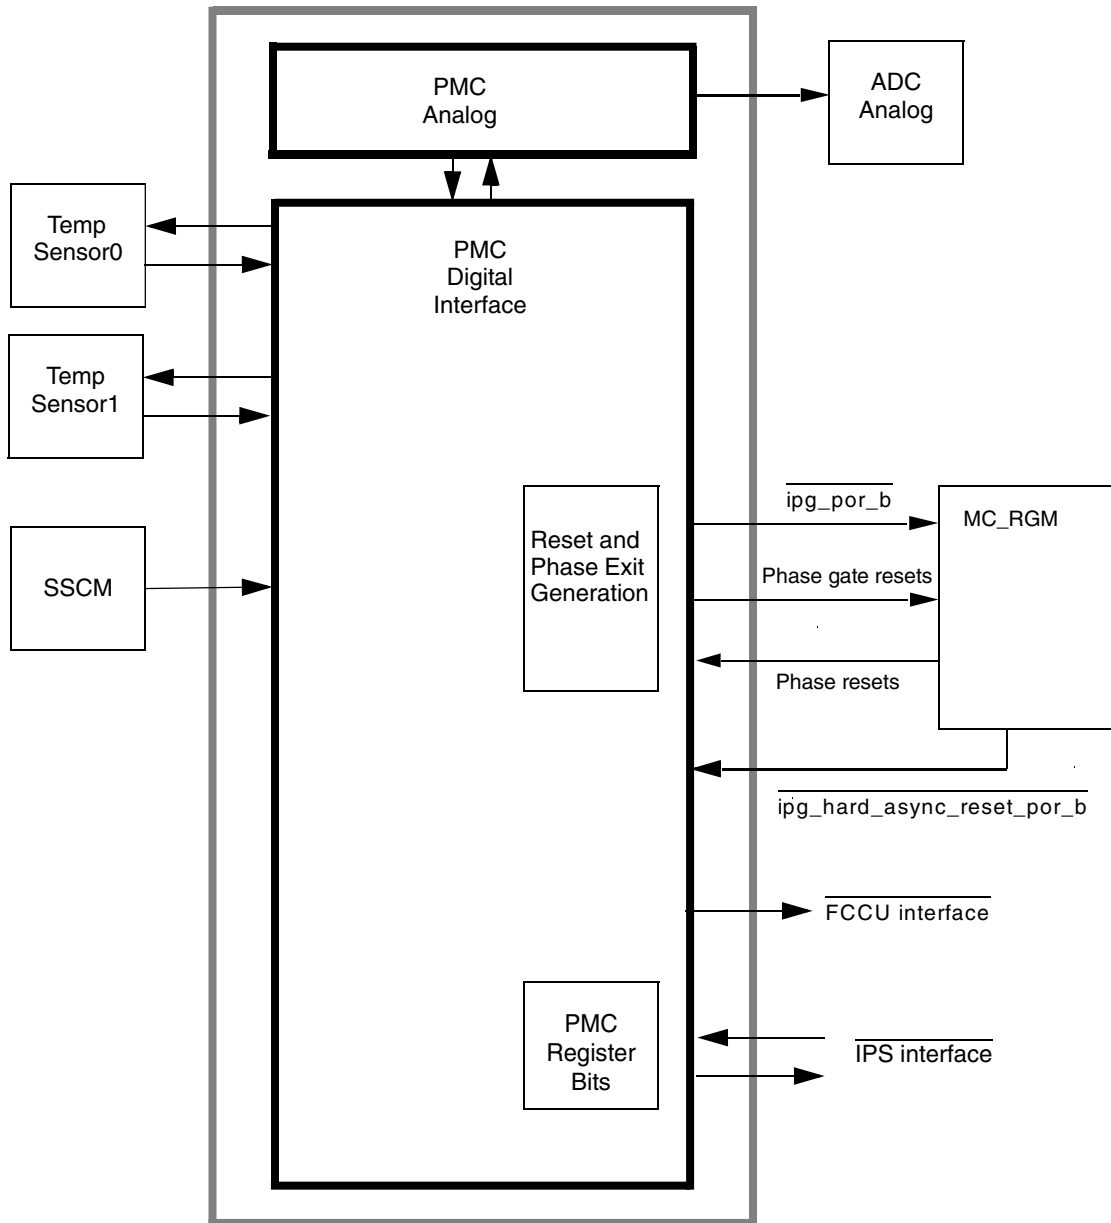 PMC
Analog
ADC
Analog
Temp
Sensor0
PMC
Digital
Interface
Temp
Sensor1
ipg_por_b
MC_RGM
Reset and
Phase Exit
Generation
Phase gate resets
SSCM
Phase resets
ipg_hard_async_reset_por_b
FCCU interface
PMC
Register
Bits
IPS interface